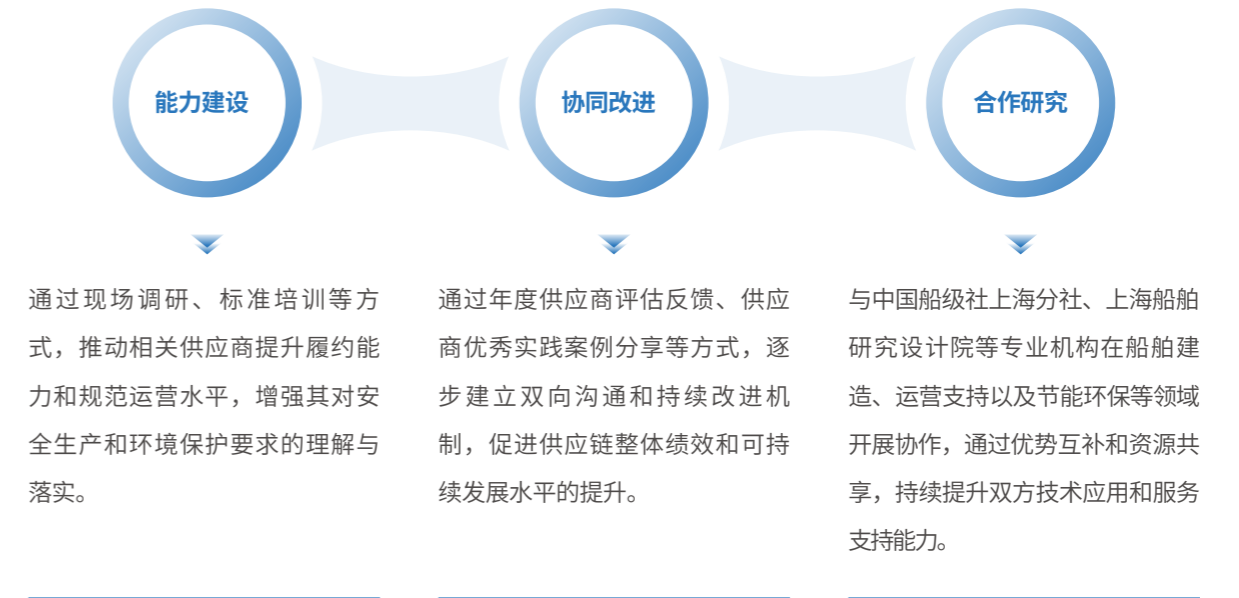 能力建设
协同改进
合作研究
通过现场调研、标准培训等方
式，推动相关供应商提升履约能
力和规范运营水平，增强其对安
全生产和环境保护要求的理解与
落实。
通过年度供应商评估反馈、供应
商优秀实践案例分享等方式，逐
步建立双向沟通和持续改进机
制，促进供应链整体绩效和可持
续发展水平的提升。
与中国船级社上海分社、上海船舶
研究设计院等专业机构在船舶建
造、运营支持以及节能环保等领域
开展协作，通过优势互补和资源共
享，持续提升双方技术应用和服务
支持能力。